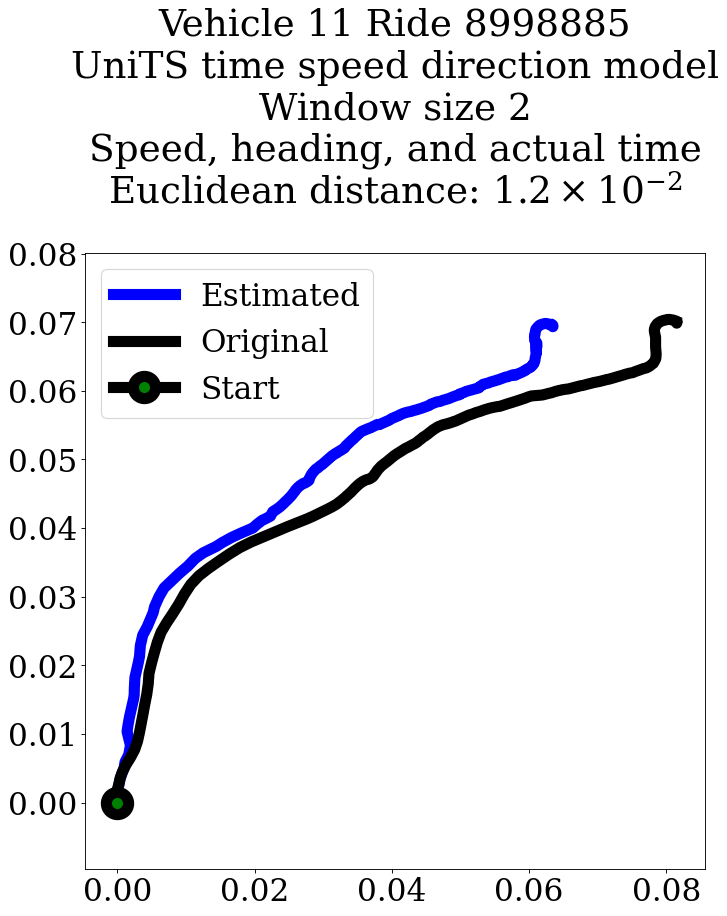 Vehicle 11 Ride 8998885
UniTS time speed direction model
Window size 2
Speed, heading, and actual time
Euclidean distance: 1.2 × 10⁻²
0.08
0.07
0.06
0.05
0.04
0.03
0.02
0.01
0.00
Estimated
Original
Start
0.00 0.02 0.04 0.06 0.08